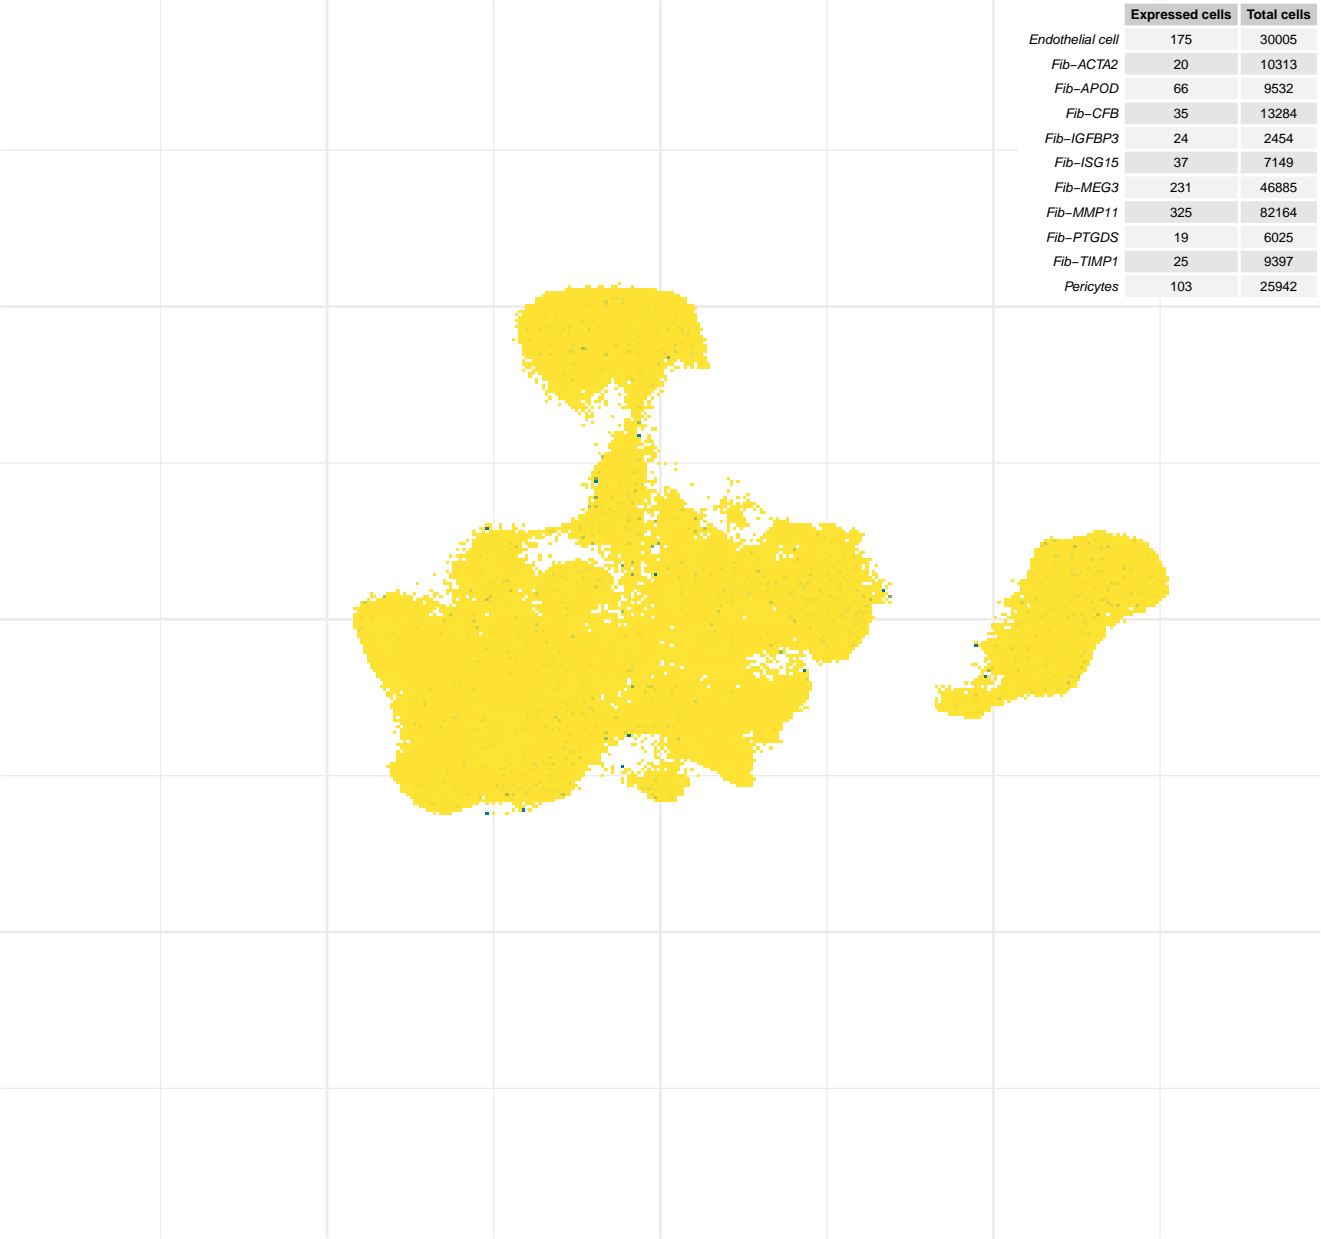 Expressed cells Total cells
Endothelial cell 175 30005
Fib−ACTA2 20 10313
Fib−APOD 66 9532
Fib−CFB 35 13284
Fib−IGFBP3 24 2454
Fib−ISG15 37 7149
Fib−MEG3 231 46885
Fib−MMP11 325 82164
Fib−PTGDS 19 6025
Fib−TIMP1 25 9397
Pericytes 103 25942